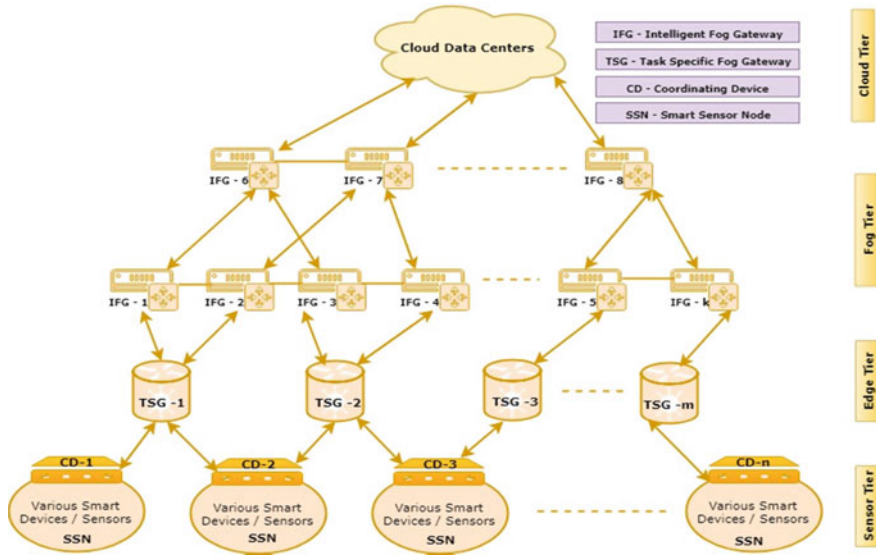 Cloud Data Centers
IFG - Intelligent Fog Gateway
TSG - Task Specific Fog Gateway
CD - Coordinating Device
SSN - Smart Sensor Node
Cloud Tier
IFG - 6
IFG - 7
IFG - 8
Fog Tier
IFG - 1
IFG - 2
IFG - 3
IFG - 4
IFG - 5
IFG - k
TSG -1
TSG -2
TSG -3
TSG -m
Edge Tier
CD-1
CD-2
CD-3
CD-n
Various Smart
Devices / Sensors
SSN
Various Smart
Devices / Sensors
SSN
Various Smart
Devices / Sensors
SSN
Various Smart
Devices / Sensors
SSN
Sensor Tier